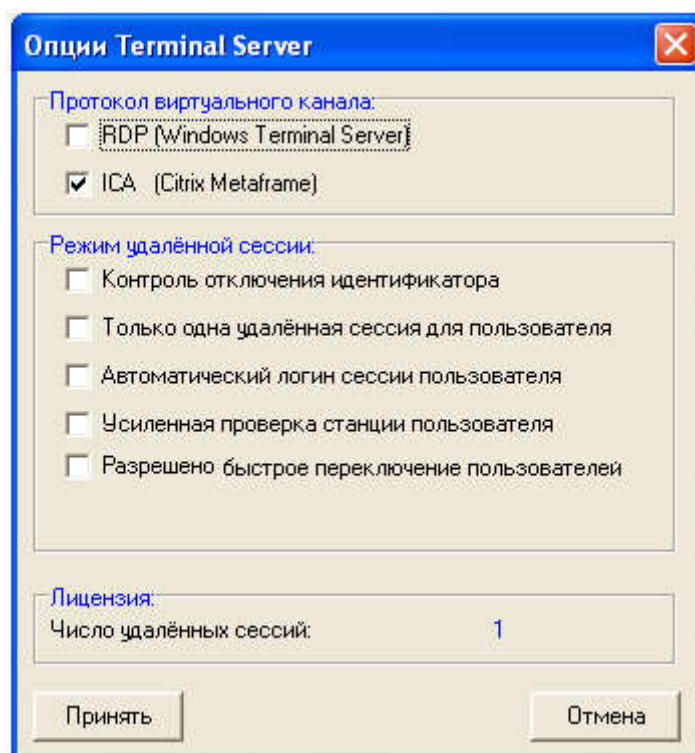 Опции Terminal Server
Протокол виртуального канала:
RDP (Windows Terminal Server)
ICA (Citrix Metaframe)
Режим удалённой сессии:
Контроль отключения идентификатора
Только одна удалённая сессия для пользователя
Автоматический логин сессии пользователя
Усиленная проверка станции пользователя
Разрешено быстрое переключение пользователей
Лицензия:
Число удалённых сессий: 1
Принять Отмена